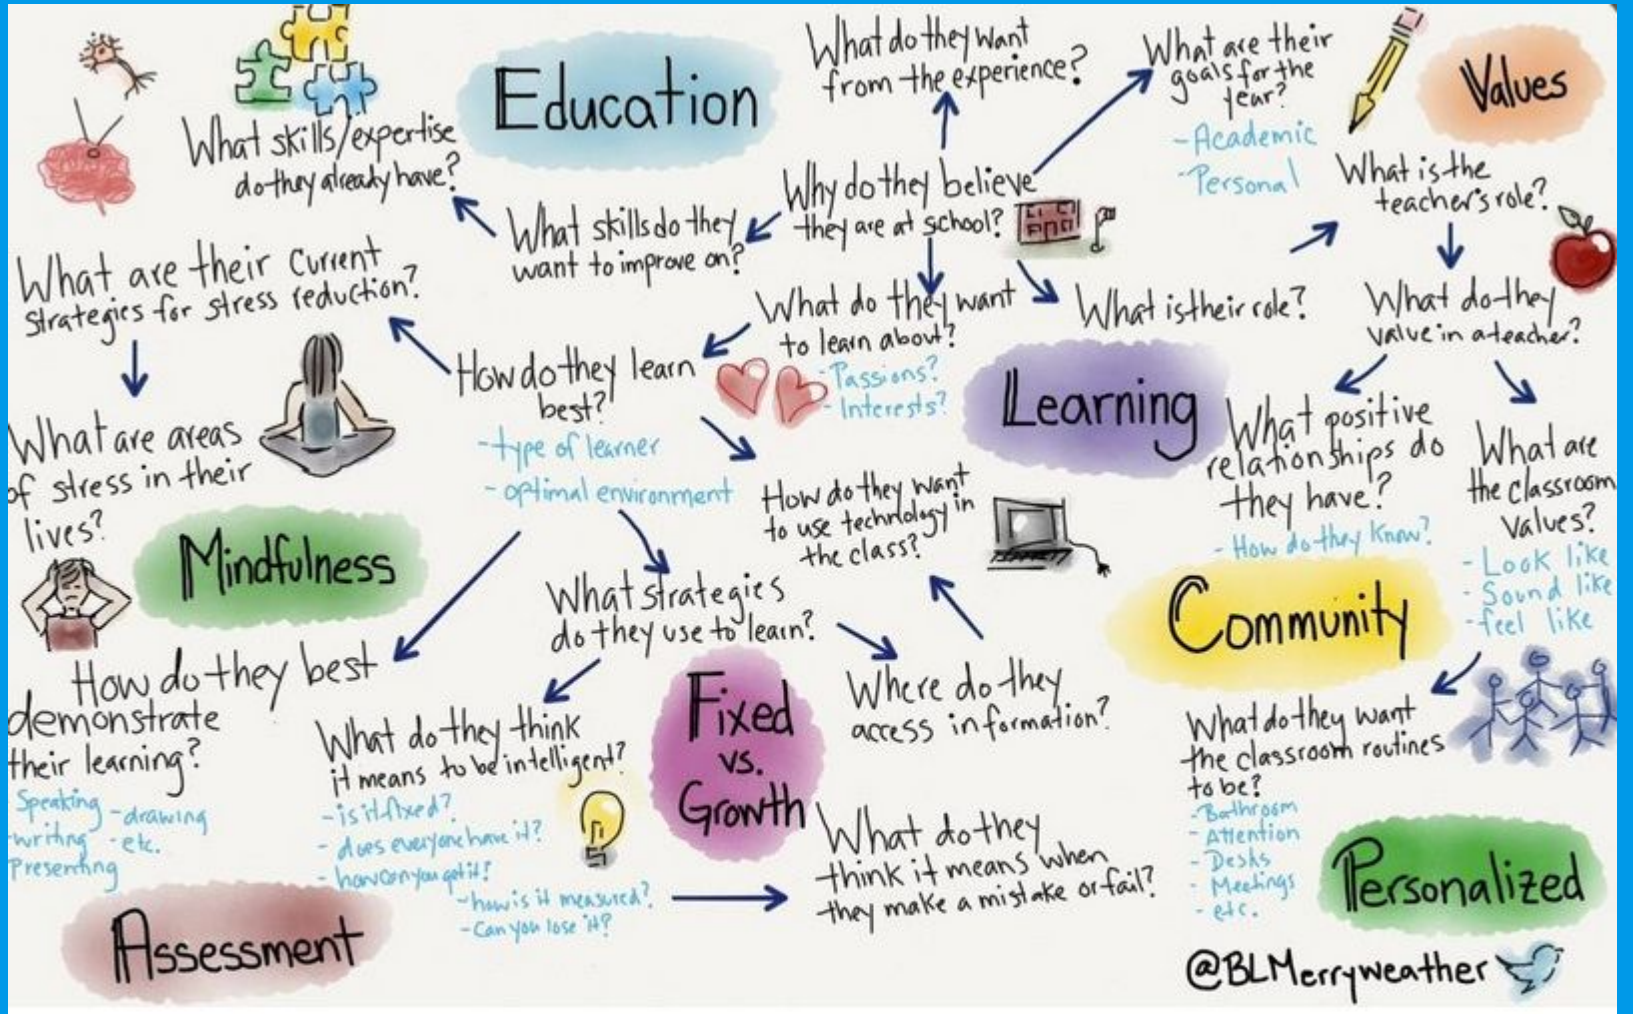 Education
What do they want
from the experience?
What are their
goals for the
year?
-Academic
-Personal
Values
What skills/expertise
do they already have?
Why do they believe
they are at school?
What is the
teacher's role?
What skills do they
want to improve on?
What are their current
strategies for stress reduction?
What do they want
to learn about?
-Passions?
-Interests?
What is their role?
What do they
value in a teacher?
How do they learn
best?
-type of learner
-optimal environment
Learning
What are areas
of stress in their
lives?
What positive
relationships do
they have?
- How do they know?
What are
the classroom
values?
- Look like
- Sound like
- feel like
How do they want
to use technology in
the class?
Mindfulness
What strategies
do they use to learn?
Community
How do they best
demonstrate
their learning?
Speaking
-writing
Presenting
-drawing
-etc.
What do they think
it means to be intelligent?
-is it fixed?
- does everyone have it?
- how can you get it?
-how is it measured?
-Can you lose it?
Fixed
vs.
Growth
Where do they
access information?
What do they want
the classroom routines
to be?
-Bathroom
- Attention
- Desks
- Meetings
- etc.
What do they
think it means when
they make a mistake or fail?
Personalized
Assessment
@BLMerryweather